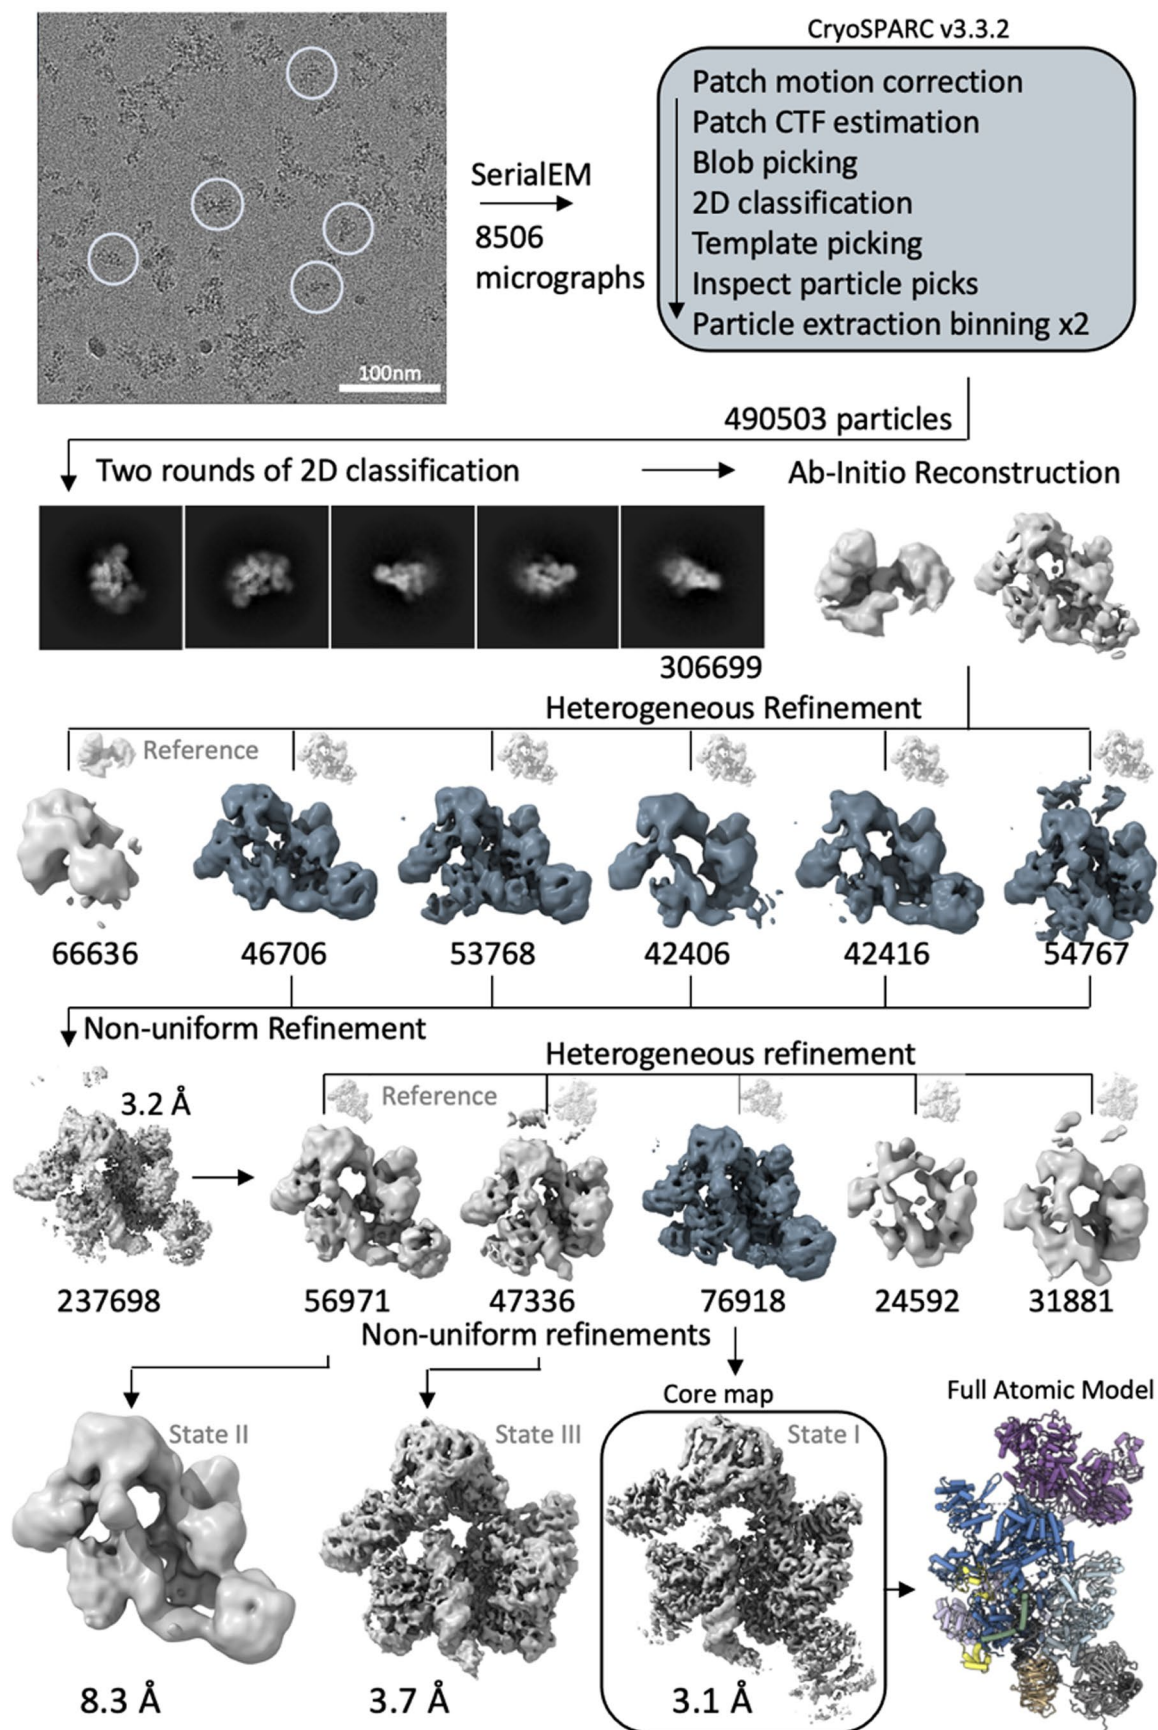 CryoSPARC v3.3.2
Patch motion correction
Patch CTF estimation
Blob picking
2D classification
Template picking
Inspect particle picks
Particle extraction binning x2
SerialEM
8506
micrographs
100nm
490503 particles
Two rounds of 2D classification
Ab-Initio Reconstruction
306699
Heterogeneous Refinement
Reference
66636
46706
53768
42406
42416
54767
Non-uniform Refinement
Heterogeneous refinement
Reference
3.2 Å
237698
56971
47336
76918
24592
31881
Non-uniform refinements
Core map
Full Atomic Model
State II
State III
State I
8.3 Å
3.7 Å
3.1 Å